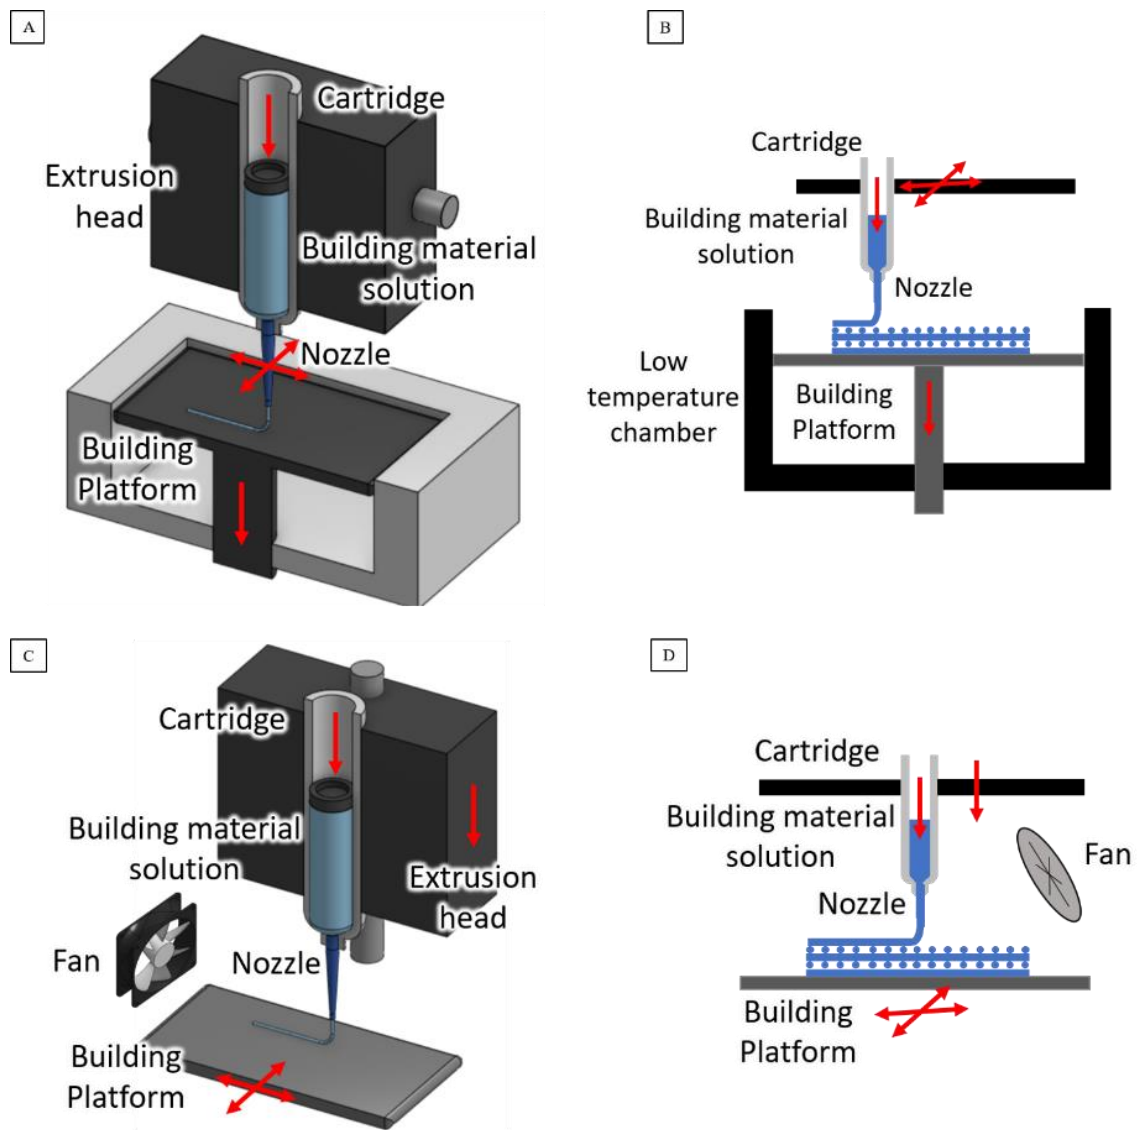 A
Cartridge
Extrusion
head
Building material
solution
Nozzle
Building
Platform
B
Cartridge
Building material
solution
Nozzle
Low
temperature
chamber
Building
Platform
C
Cartridge
Building material
solution
Extrusion
head
Fan
Nozzle
Building
Platform
D
Cartridge
Building material
solution
Fan
Nozzle
Building
Platform